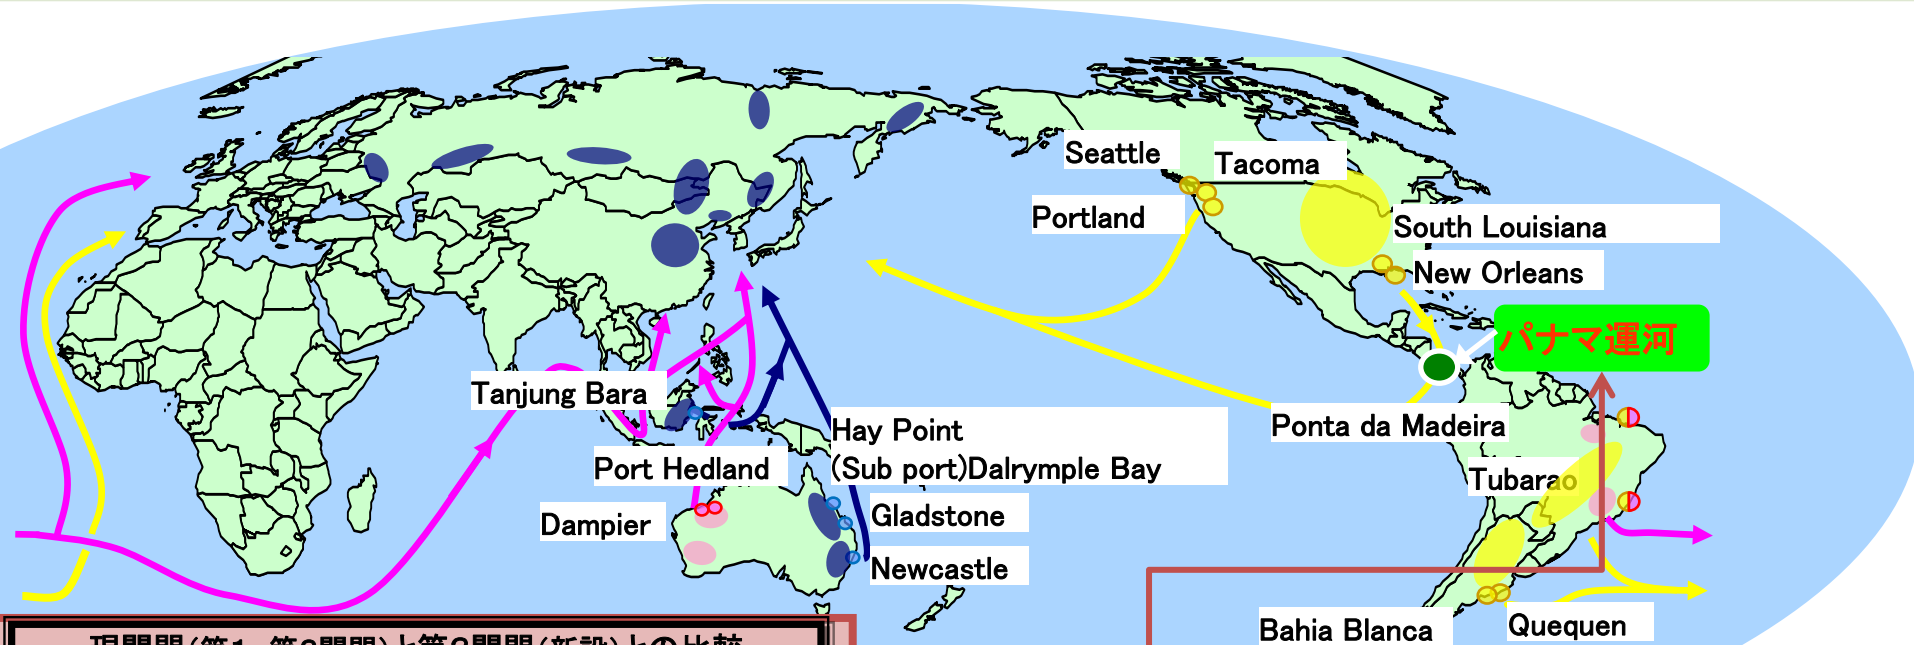 Seattle
Tacoma
Portland
South Louisiana
New Orleans
パナマ運河
Tanjung Bara
Ponta da Madeira
Hay Point
(Sub port)Dalrymple Bay
Port Hedland
Tubarao
Dampier
Gladstone
Newcastle
Bahia Blanca
Quequen